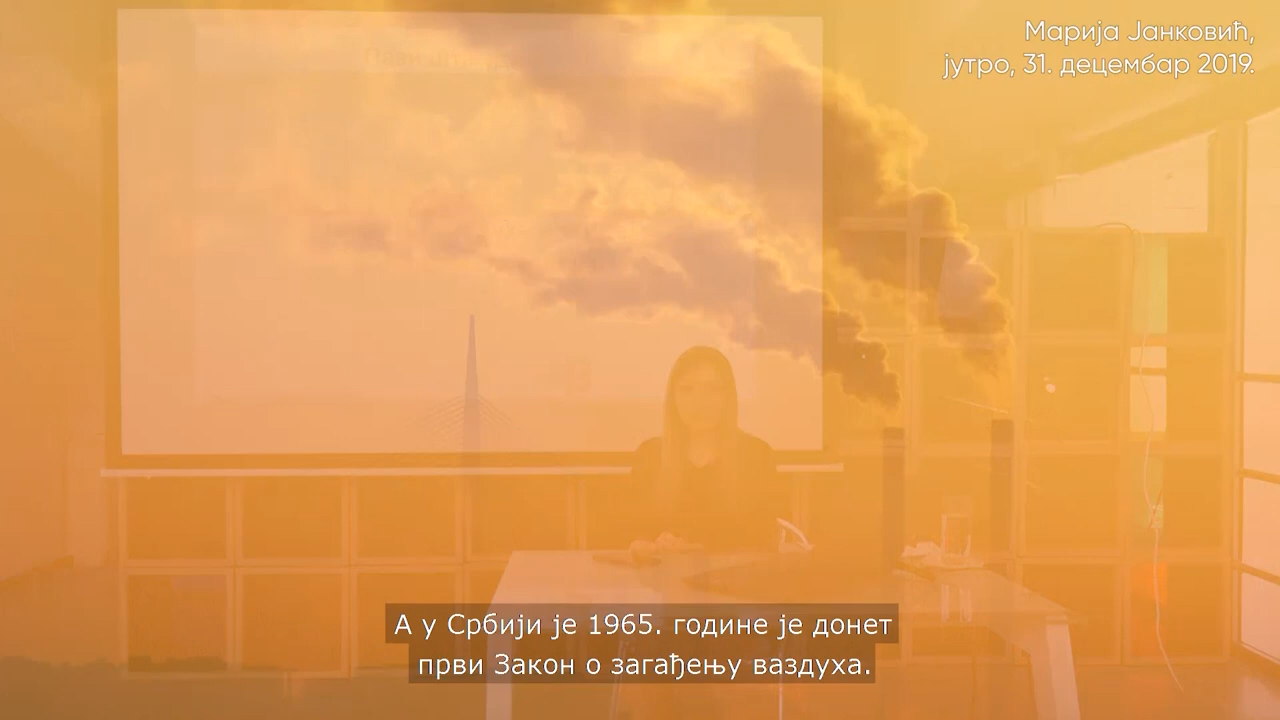 Марија Јанковић,
јутро, 31. децембар 2019.
А у Србији је 1965. године је донет
први Закон о загађењу ваздуха.